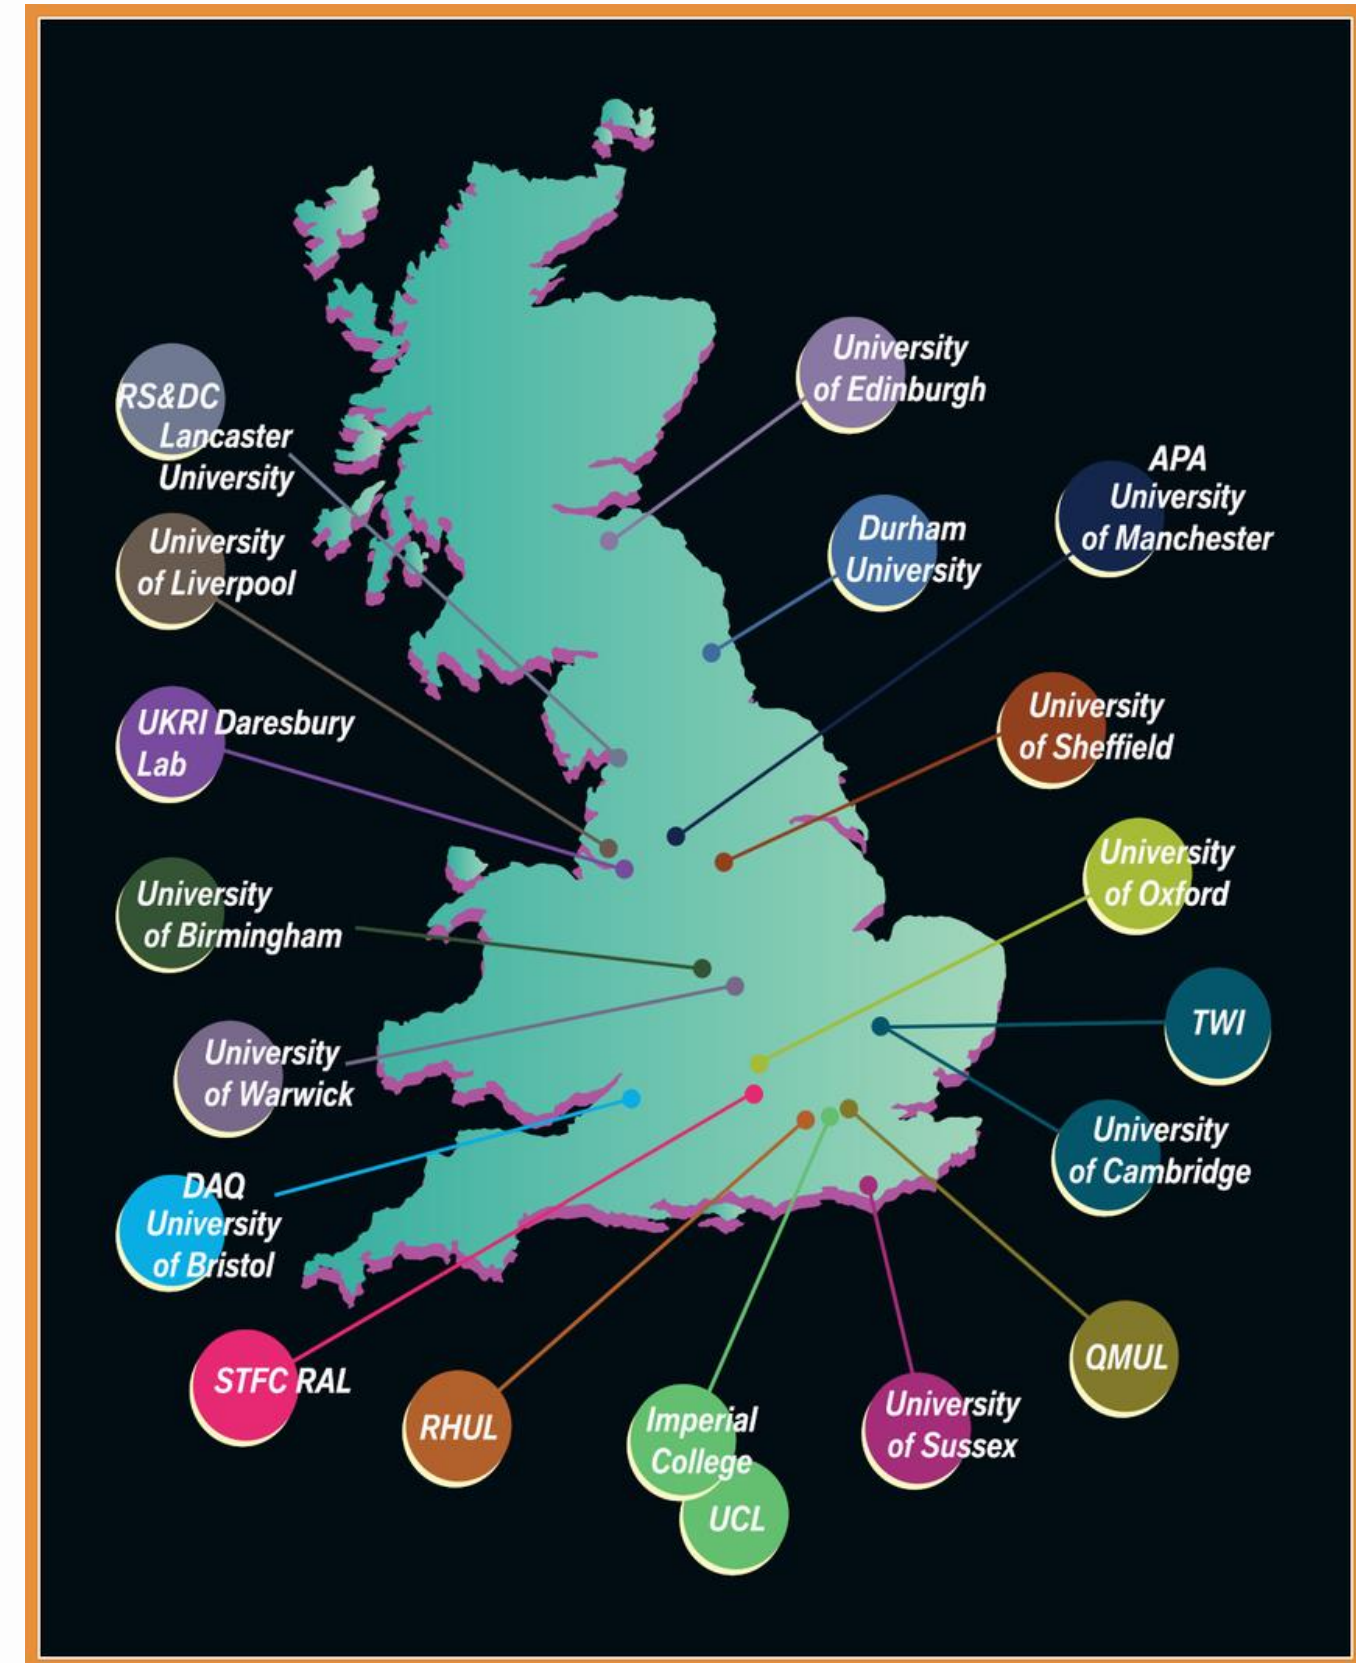 University
of Edinburgh
RS&DC
Lancaster
University
APA
University
of Manchester
University
of Liverpool
Durham
University
UKRI Daresbury
Lab
University
of Sheffield
University
of Oxford
University
of Birmingham
TWI
University
of Warwick
University
of Cambridge
DAQ
University
of Bristol
STFC RAL
RHUL
Imperial
College
UCL
University
of Sussex
QMUL